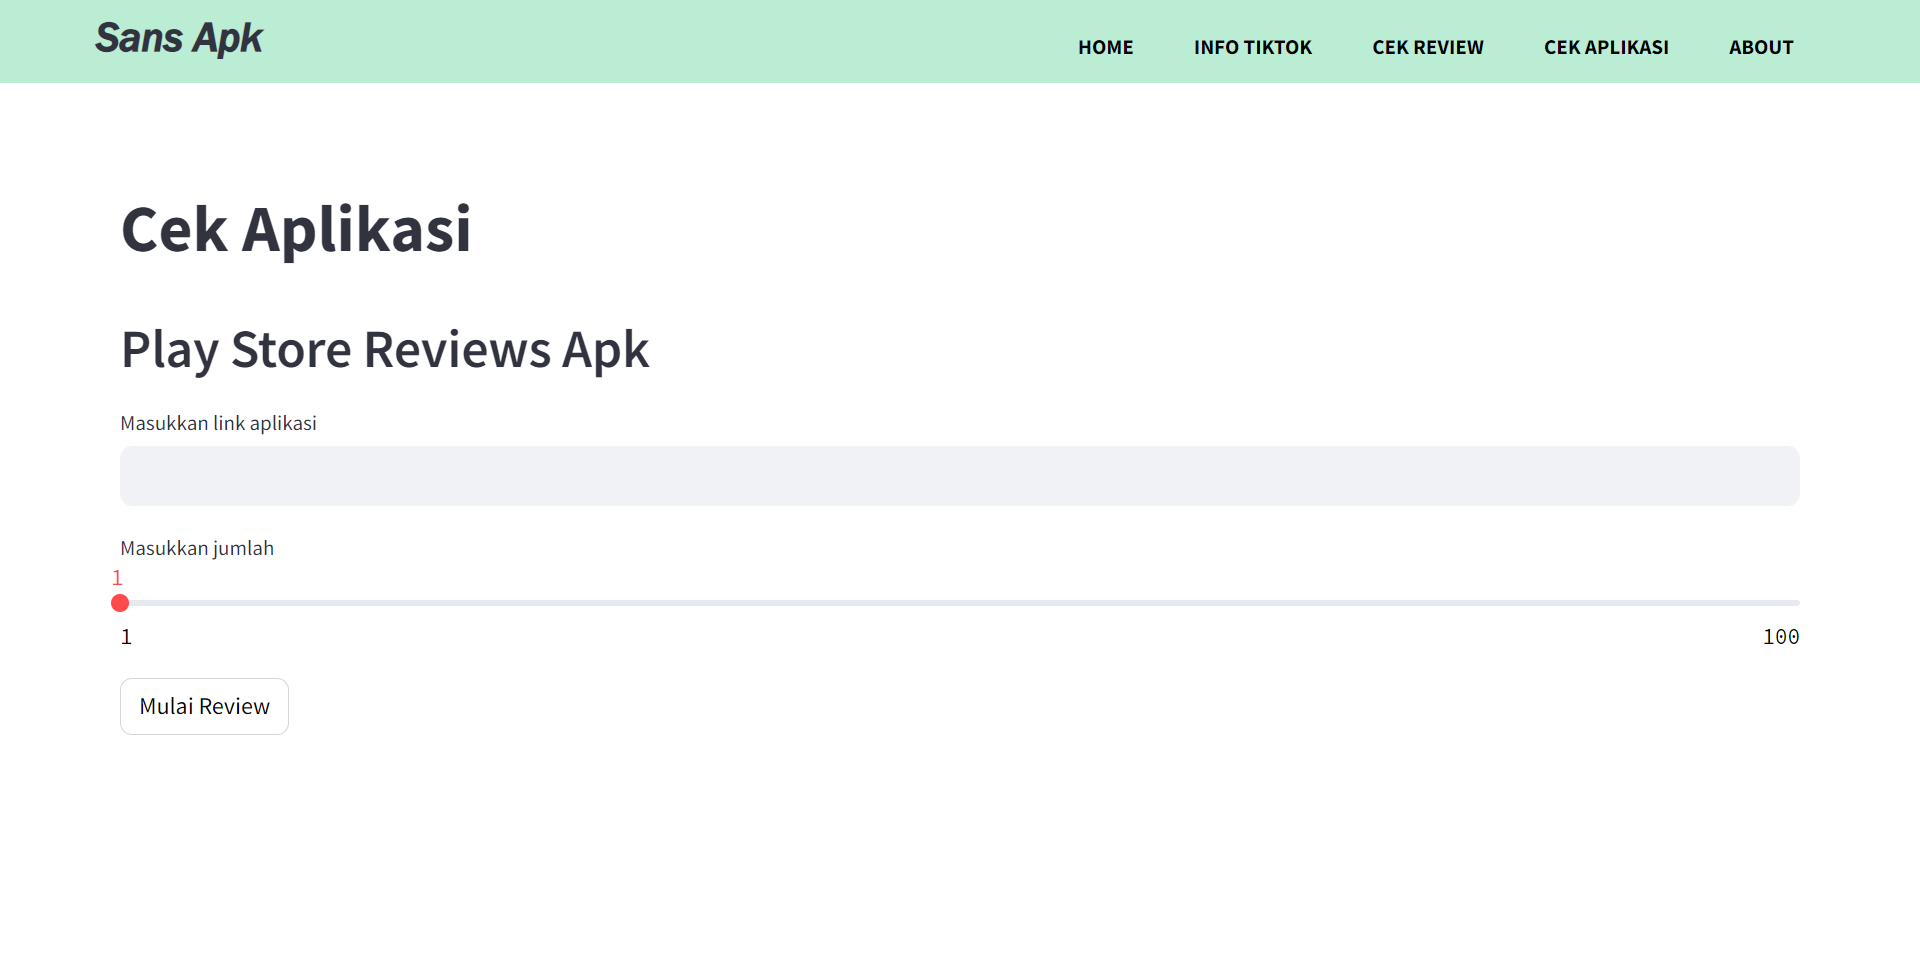 Sans Apk
HOME INFO TIKTOK CEK REVIEW CEK APLIKASI ABOUT
Cek Aplikasi
Play Store Reviews Apk
Masukkan link aplikasi
Masukkan jumlah
1
1 100
Mulai Review